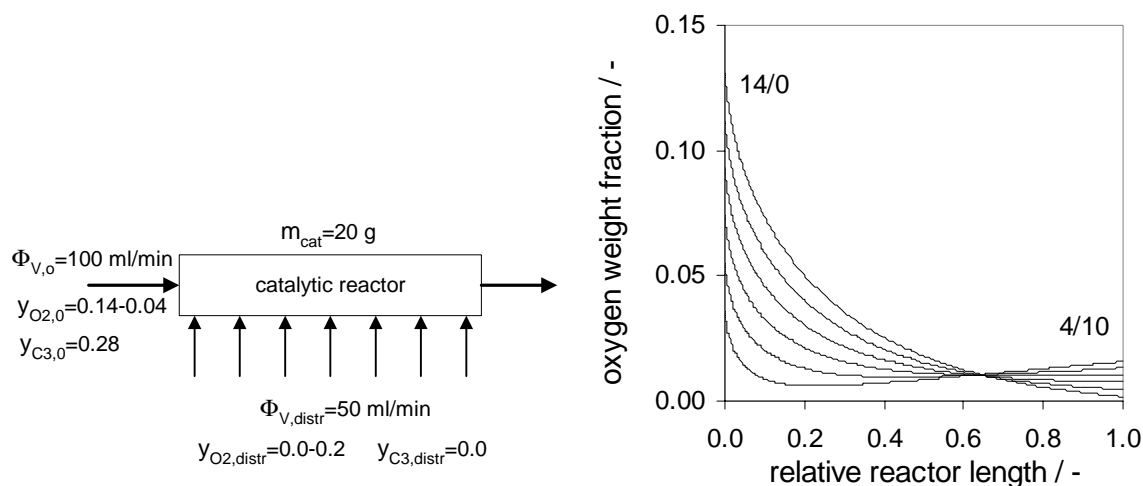 m_cat=20 g
Φ_V,o=100 ml/min
catalytic reactor
y_O2,0=0.14-0.04
y_C3,0=0.28
Φ_V,distr=50 ml/min
y_O2,distr=0.0-0.2 y_C3,distr=0.0
oxygen weight fraction / -
0.15
0.10
0.05
0.00
14/0
4/10
0.0 0.2 0.4 0.6 0.8 1.0
relative reactor length / -